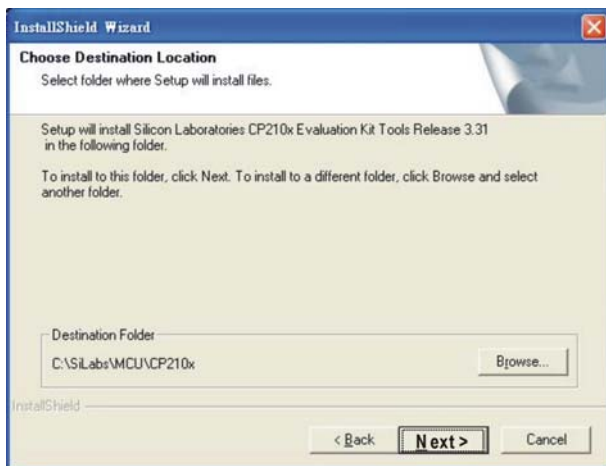 InstallShield Wizard
Choose Destination Location
Select folder where Setup will install files.
Setup will install Silicon Laboratories CP210x Evaluation Kit Tools Release 3.31
in the following folder.
To install to this folder, click Next. To install to a different folder, click Browse and select
another folder.
Destination Folder
C:\SiLabs\MCU\CP210x
Browse...
InstallShield
< Back
Next >
Cancel